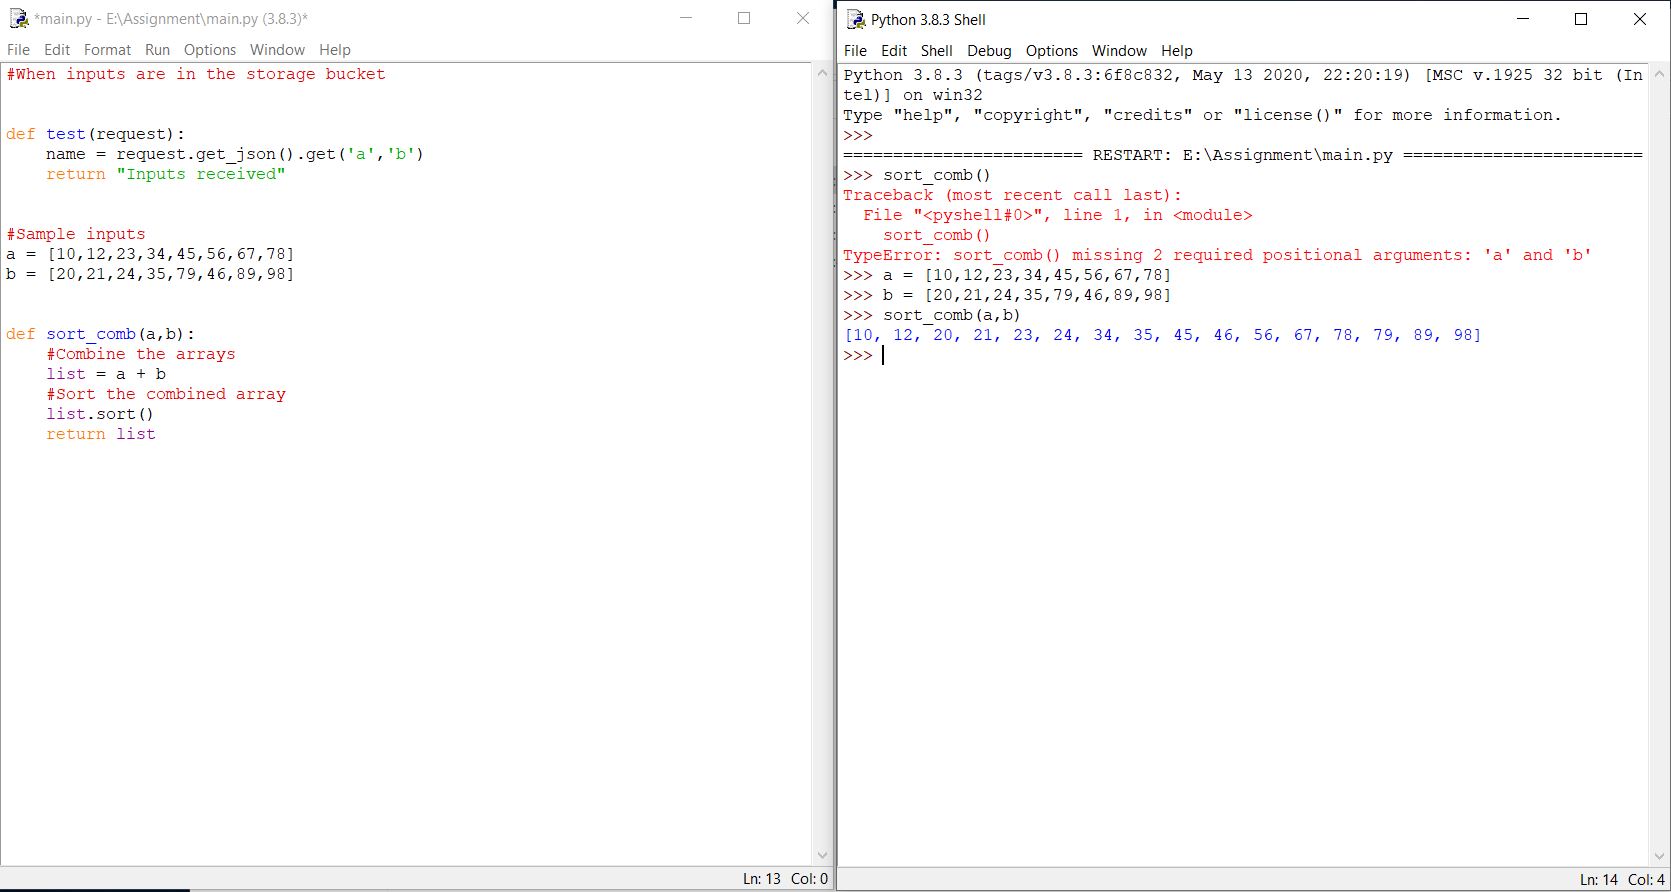 *main.py - E:\Assignment\main.py (3.8.3)*
File Edit Format Run Options Window Help
#When inputs are in the storage bucket
def test(request):
    name = request.get_json().get('a','b')
    return "Inputs received"
#Sample inputs
a = [10,12,23,34,45,56,67,78]
b = [20,21,24,35,79,46,89,98]
def sort_comb(a,b):
    #Combine the arrays
    list = a + b
    #Sort the combined array
    list.sort()
    return list
Ln: 13 Col: 0
Python 3.8.3 Shell
File Edit Shell Debug Options Window Help
Python 3.8.3 (tags/v3.8.3:6f8c832, May 13 2020, 22:20:19) [MSC v.1925 32 bit (In
tel)] on win32
Type "help", "copyright", "credits" or "license()" for more information.
>>>
======================== RESTART: E:\Assignment\main.py ========================
>>> sort_comb()
Traceback (most recent call last):
  File "<pyshell#0>", line 1, in <module>
    sort_comb()
TypeError: sort_comb() missing 2 required positional arguments: 'a' and 'b'
>>> a = [10,12,23,34,45,56,67,78]
>>> b = [20,21,24,35,79,46,89,98]
>>> sort_comb(a,b)
[10, 12, 20, 21, 23, 24, 34, 35, 45, 46, 56, 67, 78, 79, 89, 98]
>>>
Ln: 14 Col: 4